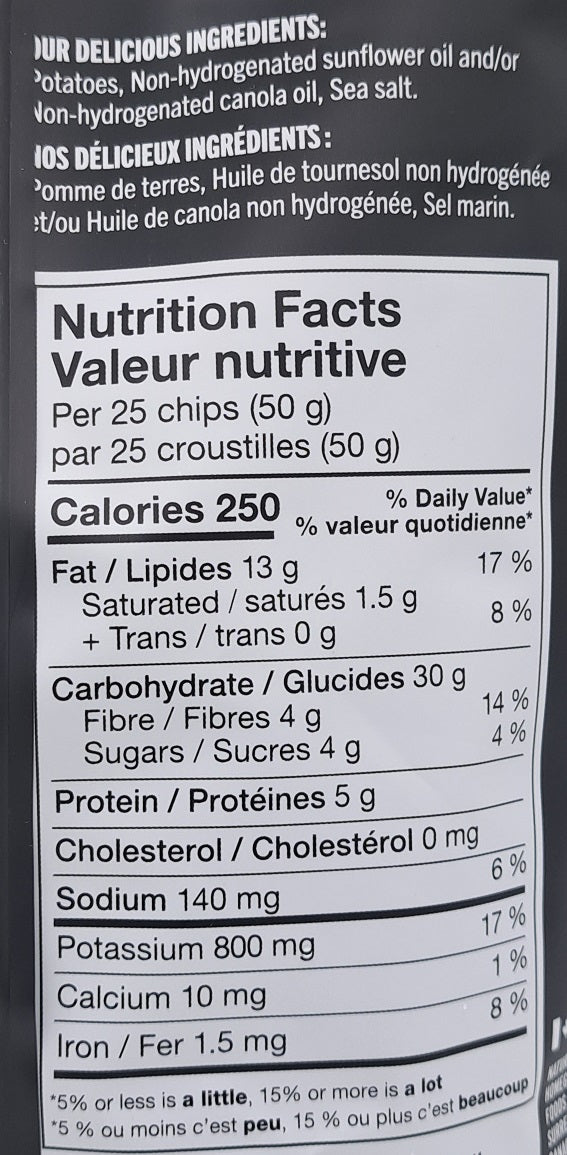 OUR DELICIOUS INGREDIENTS:
Potatoes, Non-hydrogenated sunflower oil and/or
Non-hydrogenated canola oil, Sea salt.
NOS DÉLICIEUX INGRÉDIENTS :
Pomme de terres, Huile de tournesol non hydrogénée
et/ou Huile de canola non hydrogénée, Sel marin.
Nutrition Facts
Valeur nutritive
Per 25 chips (50 g)
par 25 croustilles (50 g)
Calories 250 % Daily Value*
% valeur quotidienne*
Fat / Lipides 13 g 17 %
Saturated / saturés 1.5 g 8 %
+ Trans / trans 0 g
Carbohydrate / Glucides 30 g
Fibre / Fibres 4 g 14 %
Sugars / Sucres 4 g 4 %
Protein / Protéines 5 g
Cholesterol / Cholestérol 0 mg
Sodium 140 mg 6 %
Potassium 800 mg 17 %
Calcium 10 mg 1 %
Iron / Fer 1.5 mg 8 %
*5% or less is a little, 15% or more is a lot
*5 % ou moins c'est peu, 15 % ou plus c'est beaucoup